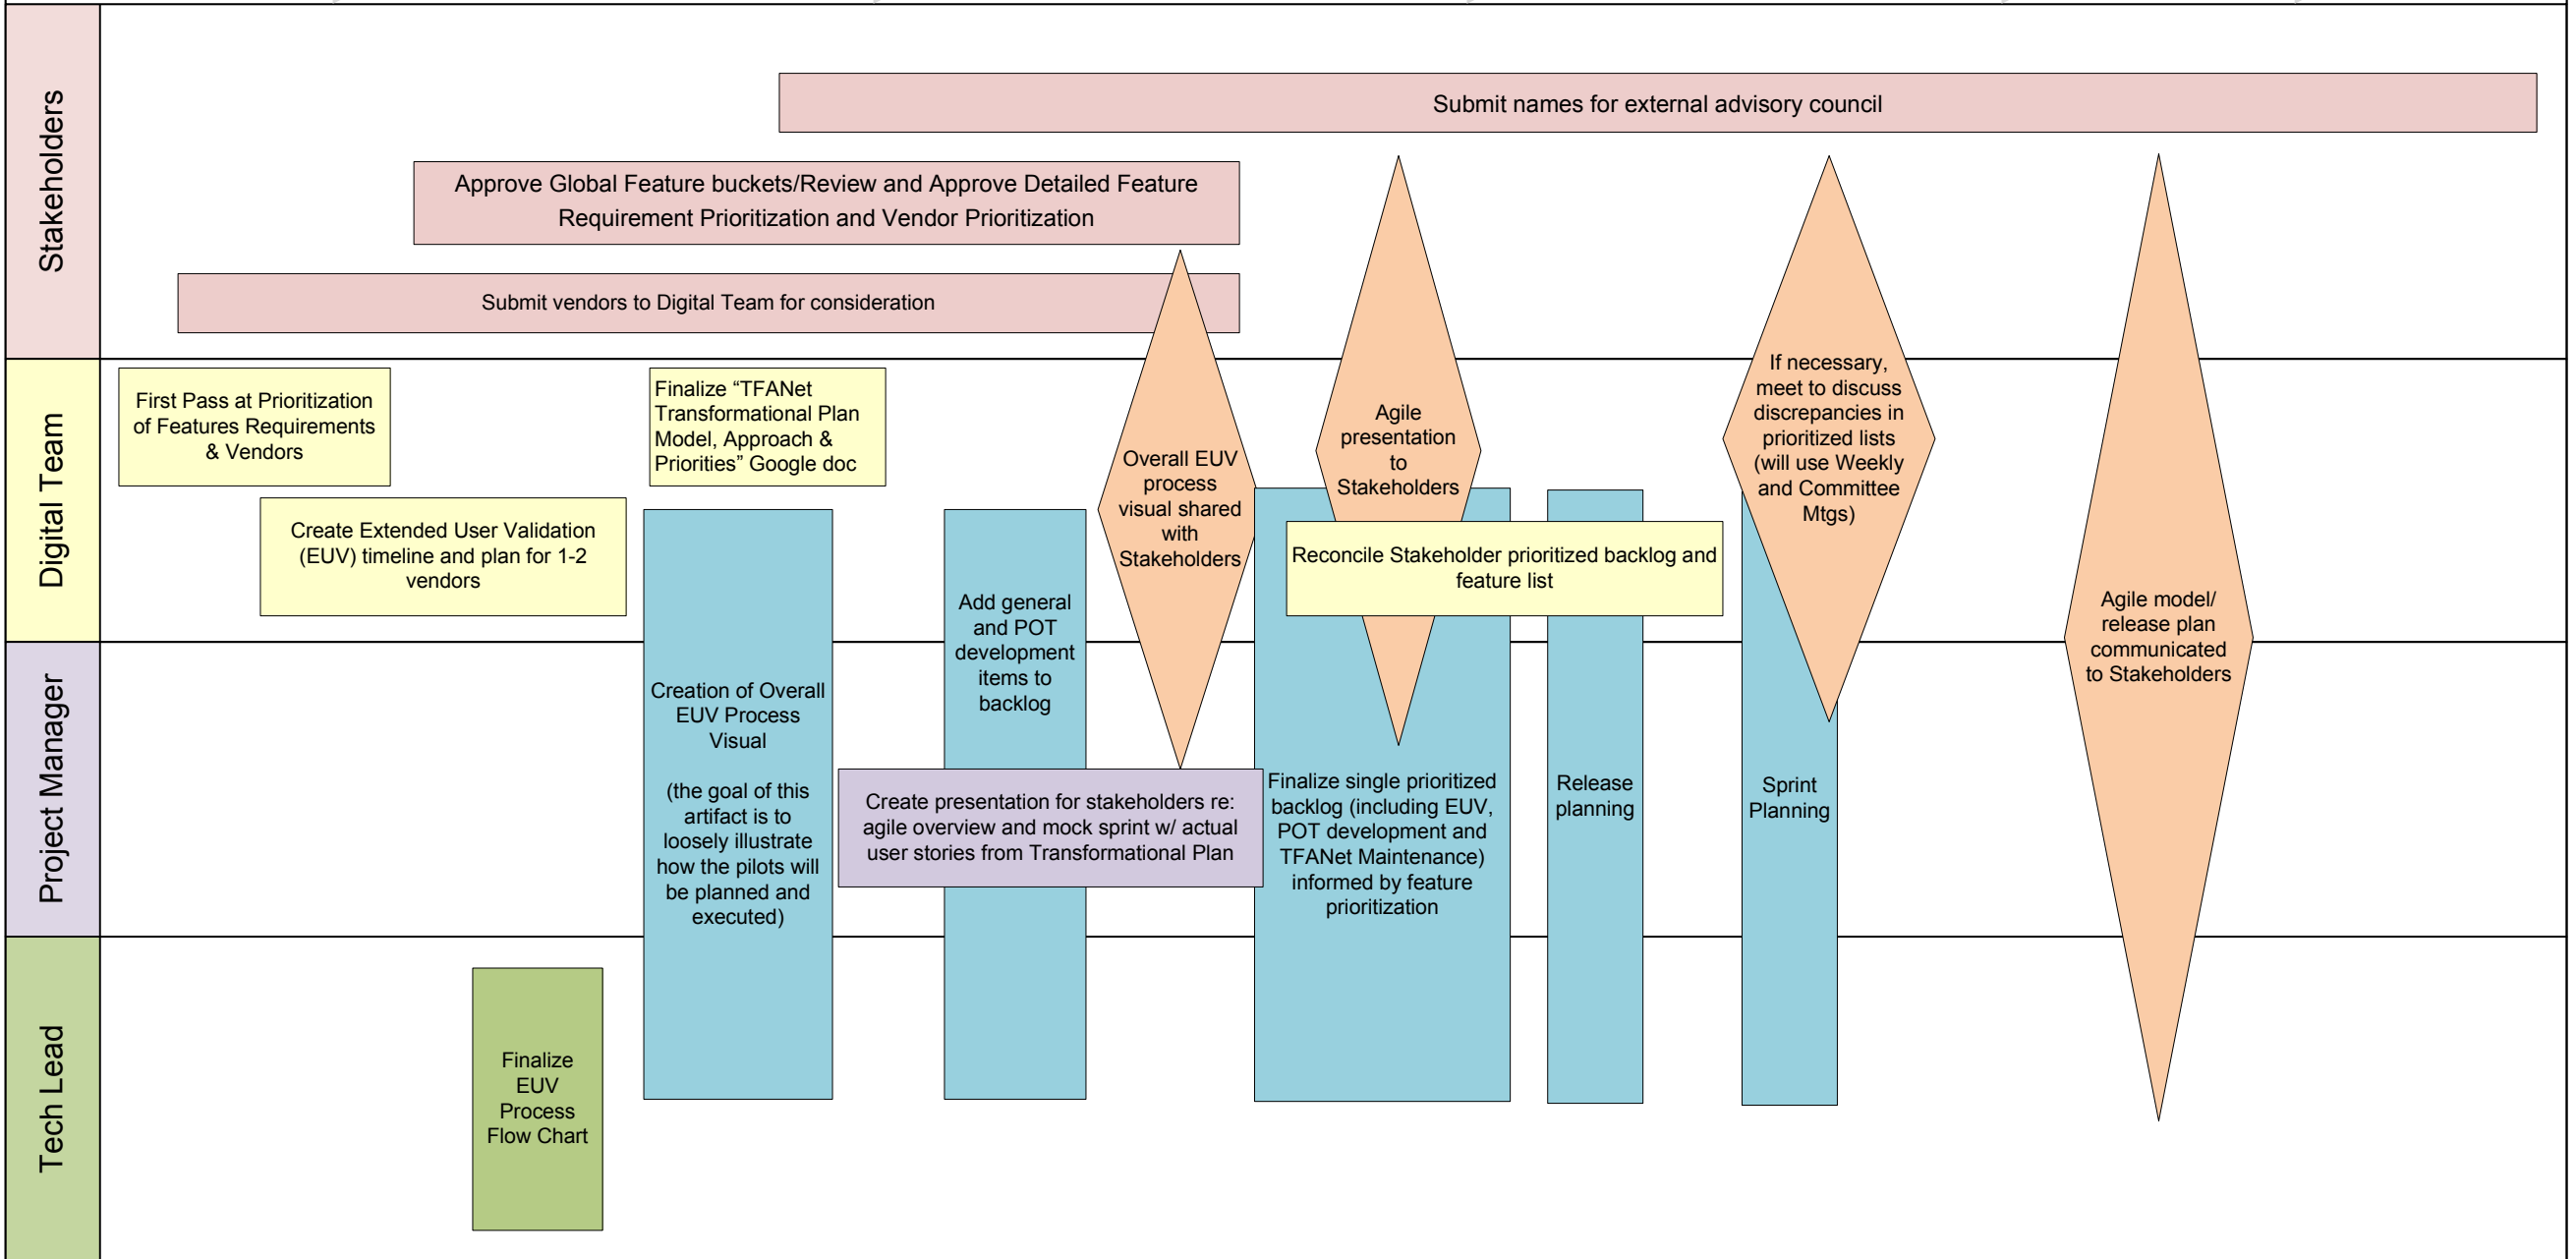 Stakeholders
Submit names for external advisory council
Approve Global Feature buckets/Review and Approve Detailed Feature
Requirement Prioritization and Vendor Prioritization
Submit vendors to Digital Team for consideration
Digital Team
First Pass at Prioritization
of Features Requirements
& Vendors
Create Extended User Validation
(EUV) timeline and plan for 1-2
vendors
Finalize “TFANet
Transformational Plan
Model, Approach &
Priorities” Google doc
Overall EUV
process
visual shared
with
Stakeholders
Agile
presentation
to
Stakeholders
Reconcile Stakeholder prioritized backlog and
feature list
If necessary,
meet to discuss
discrepancies in
prioritized lists
(will use Weekly
and Committee
Mtgs)
Agile model/
release plan
communicated
to Stakeholders
Project Manager
Creation of Overall
EUV Process
Visual
(the goal of this
artifact is to
loosely illustrate
how the pilots will
be planned and
executed)
Add general
and POT
development
items to
backlog
Create presentation for stakeholders re:
agile overview and mock sprint w/ actual
user stories from Transformational Plan
Finalize single prioritized
backlog (including EUV,
POT development and
TFANet Maintenance)
informed by feature
prioritization
Release
planning
Sprint
Planning
Tech Lead
Finalize
EUV
Process
Flow Chart